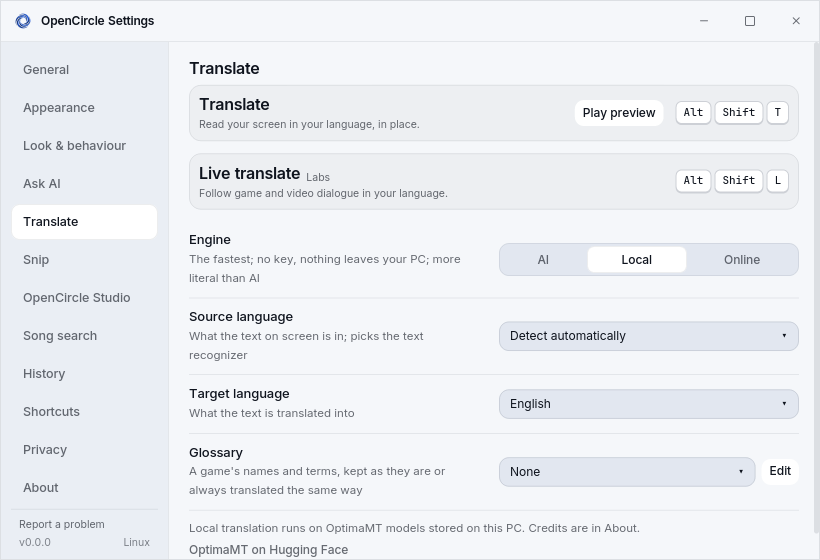 OpenCircle Settings
General
Appearance
Look & behaviour
Ask AI
Translate
Snip
OpenCircle Studio
Song search
History
Shortcuts
Privacy
About
Report a problem
v0.0.0
Linux
Translate
Translate
Read your screen in your language, in place.
Play preview
Alt
Shift
T
Live translate Labs
Follow game and video dialogue in your language.
Alt
Shift
L
Engine
The fastest; no key, nothing leaves your PC; more
literal than AI
AI
Local
Online
Source language
What the text on screen is in; picks the text
recognizer
Detect automatically
Target language
What the text is translated into
English
Glossary
A game's names and terms, kept as they are or
always translated the same way
None
Edit
Local translation runs on OptimaMT models stored on this PC. Credits are in About.
OptimaMT on Hugging Face